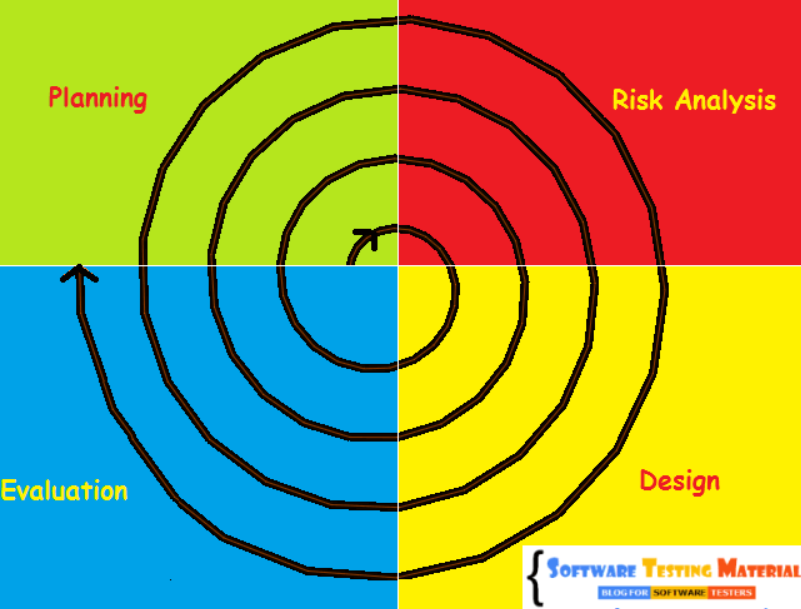 Planning
Risk Analysis
Evaluation
Design
SOFTWARE TESTING MATERIAL
BLOG FOR SOFTWARE TESTERS